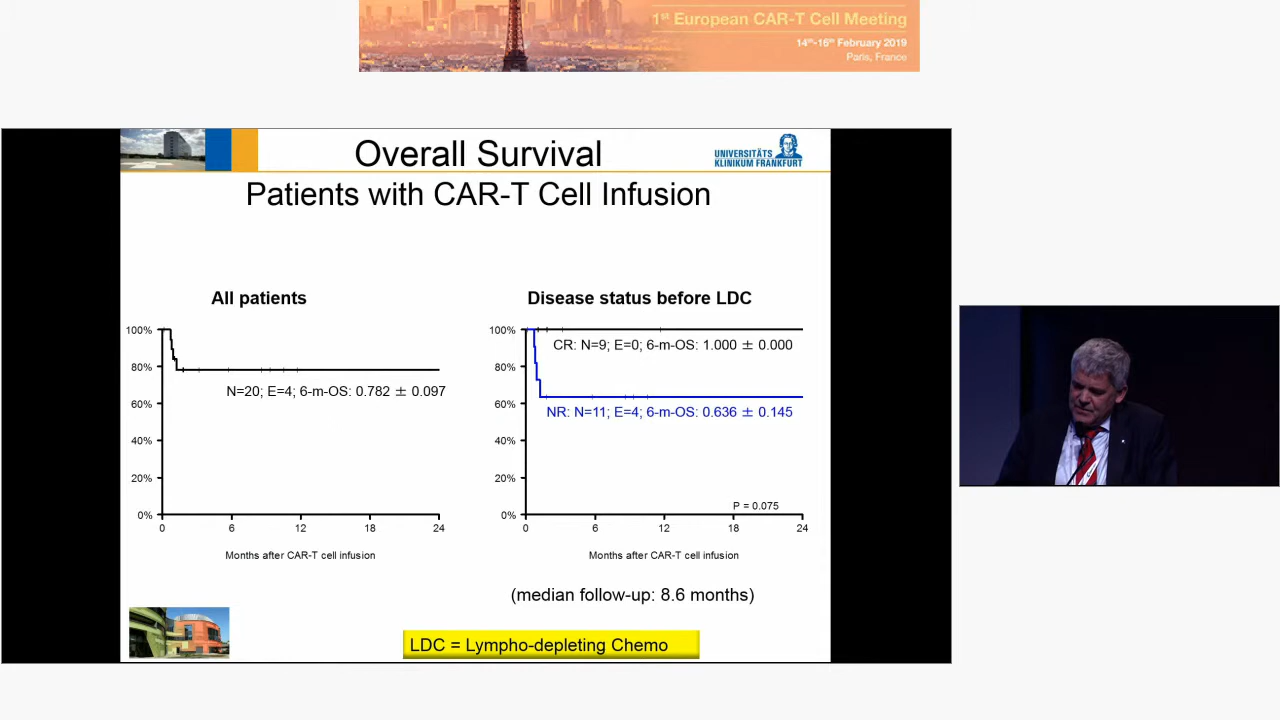 1st European CAR-T Cell Meeting
14th-16th February 2019
Paris, France
Overall Survival
UNIVERSITÄTS
KLINIKUM FRANKFURT
Patients with CAR-T Cell Infusion
All patients
100%
80%
60%
40%
20%
0%
N=20; E=4; 6-m-OS: 0.782 ± 0.097
0 6 12 18 24
Months after CAR-T cell infusion
Disease status before LDC
100%
80%
60%
40%
20%
0%
CR: N=9; E=0; 6-m-OS: 1.000 ± 0.000
NR: N=11; E=4; 6-m-OS: 0.636 ± 0.145
P = 0.075
0 6 12 18 24
Months after CAR-T cell infusion
(median follow-up: 8.6 months)
LDC = Lympho-depleting Chemo